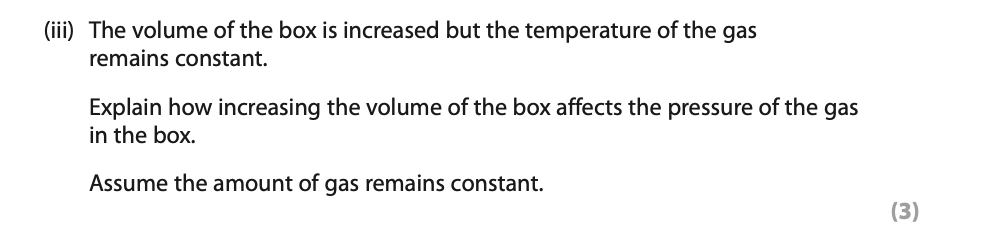 (iii) The volume of the box is increased but the temperature of the gas
remains constant.
Explain how increasing the volume of the box affects the pressure of the gas
in the box.
Assume the amount of gas remains constant.
(3)